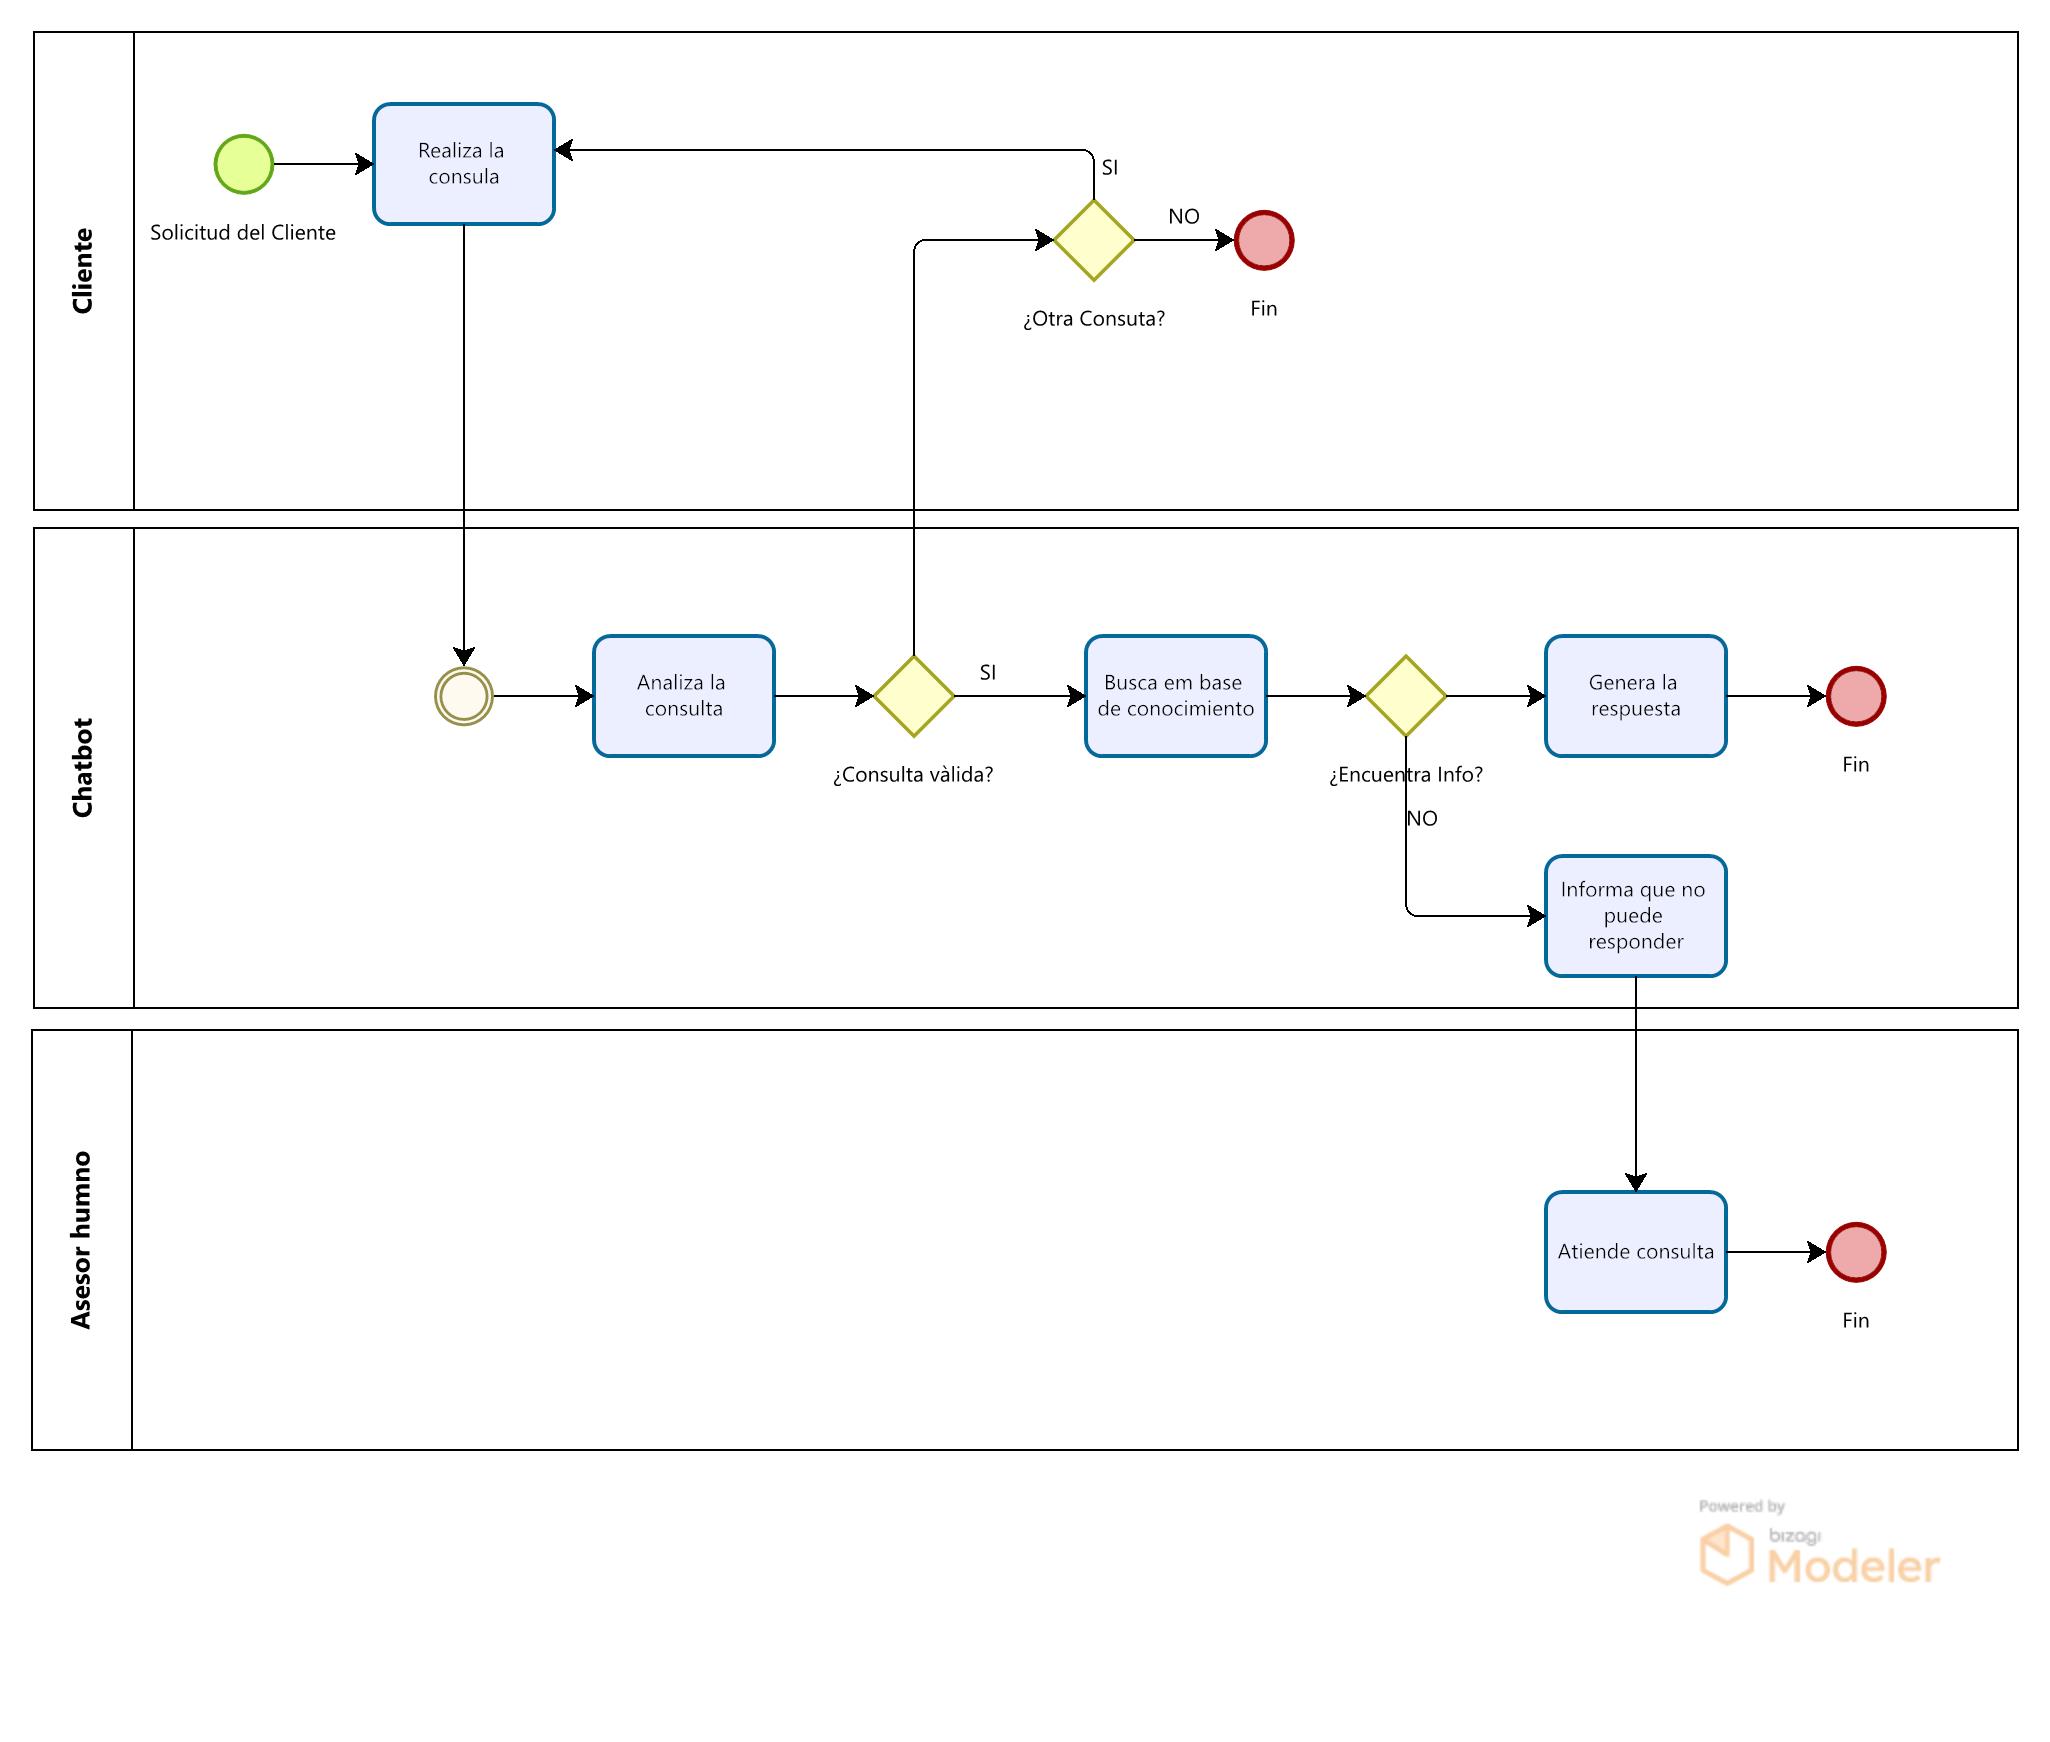 Cliente
Realiza la
consula
Solicitud del Cliente
SI
NO
¿Otra Consuta?
Fin
Chatbot
Analiza la
consulta
¿Consulta vàlida?
SI
Busca em base
de conocimiento
¿Encuentra Info?
NO
Genera la
respuesta
Fin
Informa que no
puede
responder
Asesor humno
Atiende consulta
Fin
Powered by
bizagi
Modeler